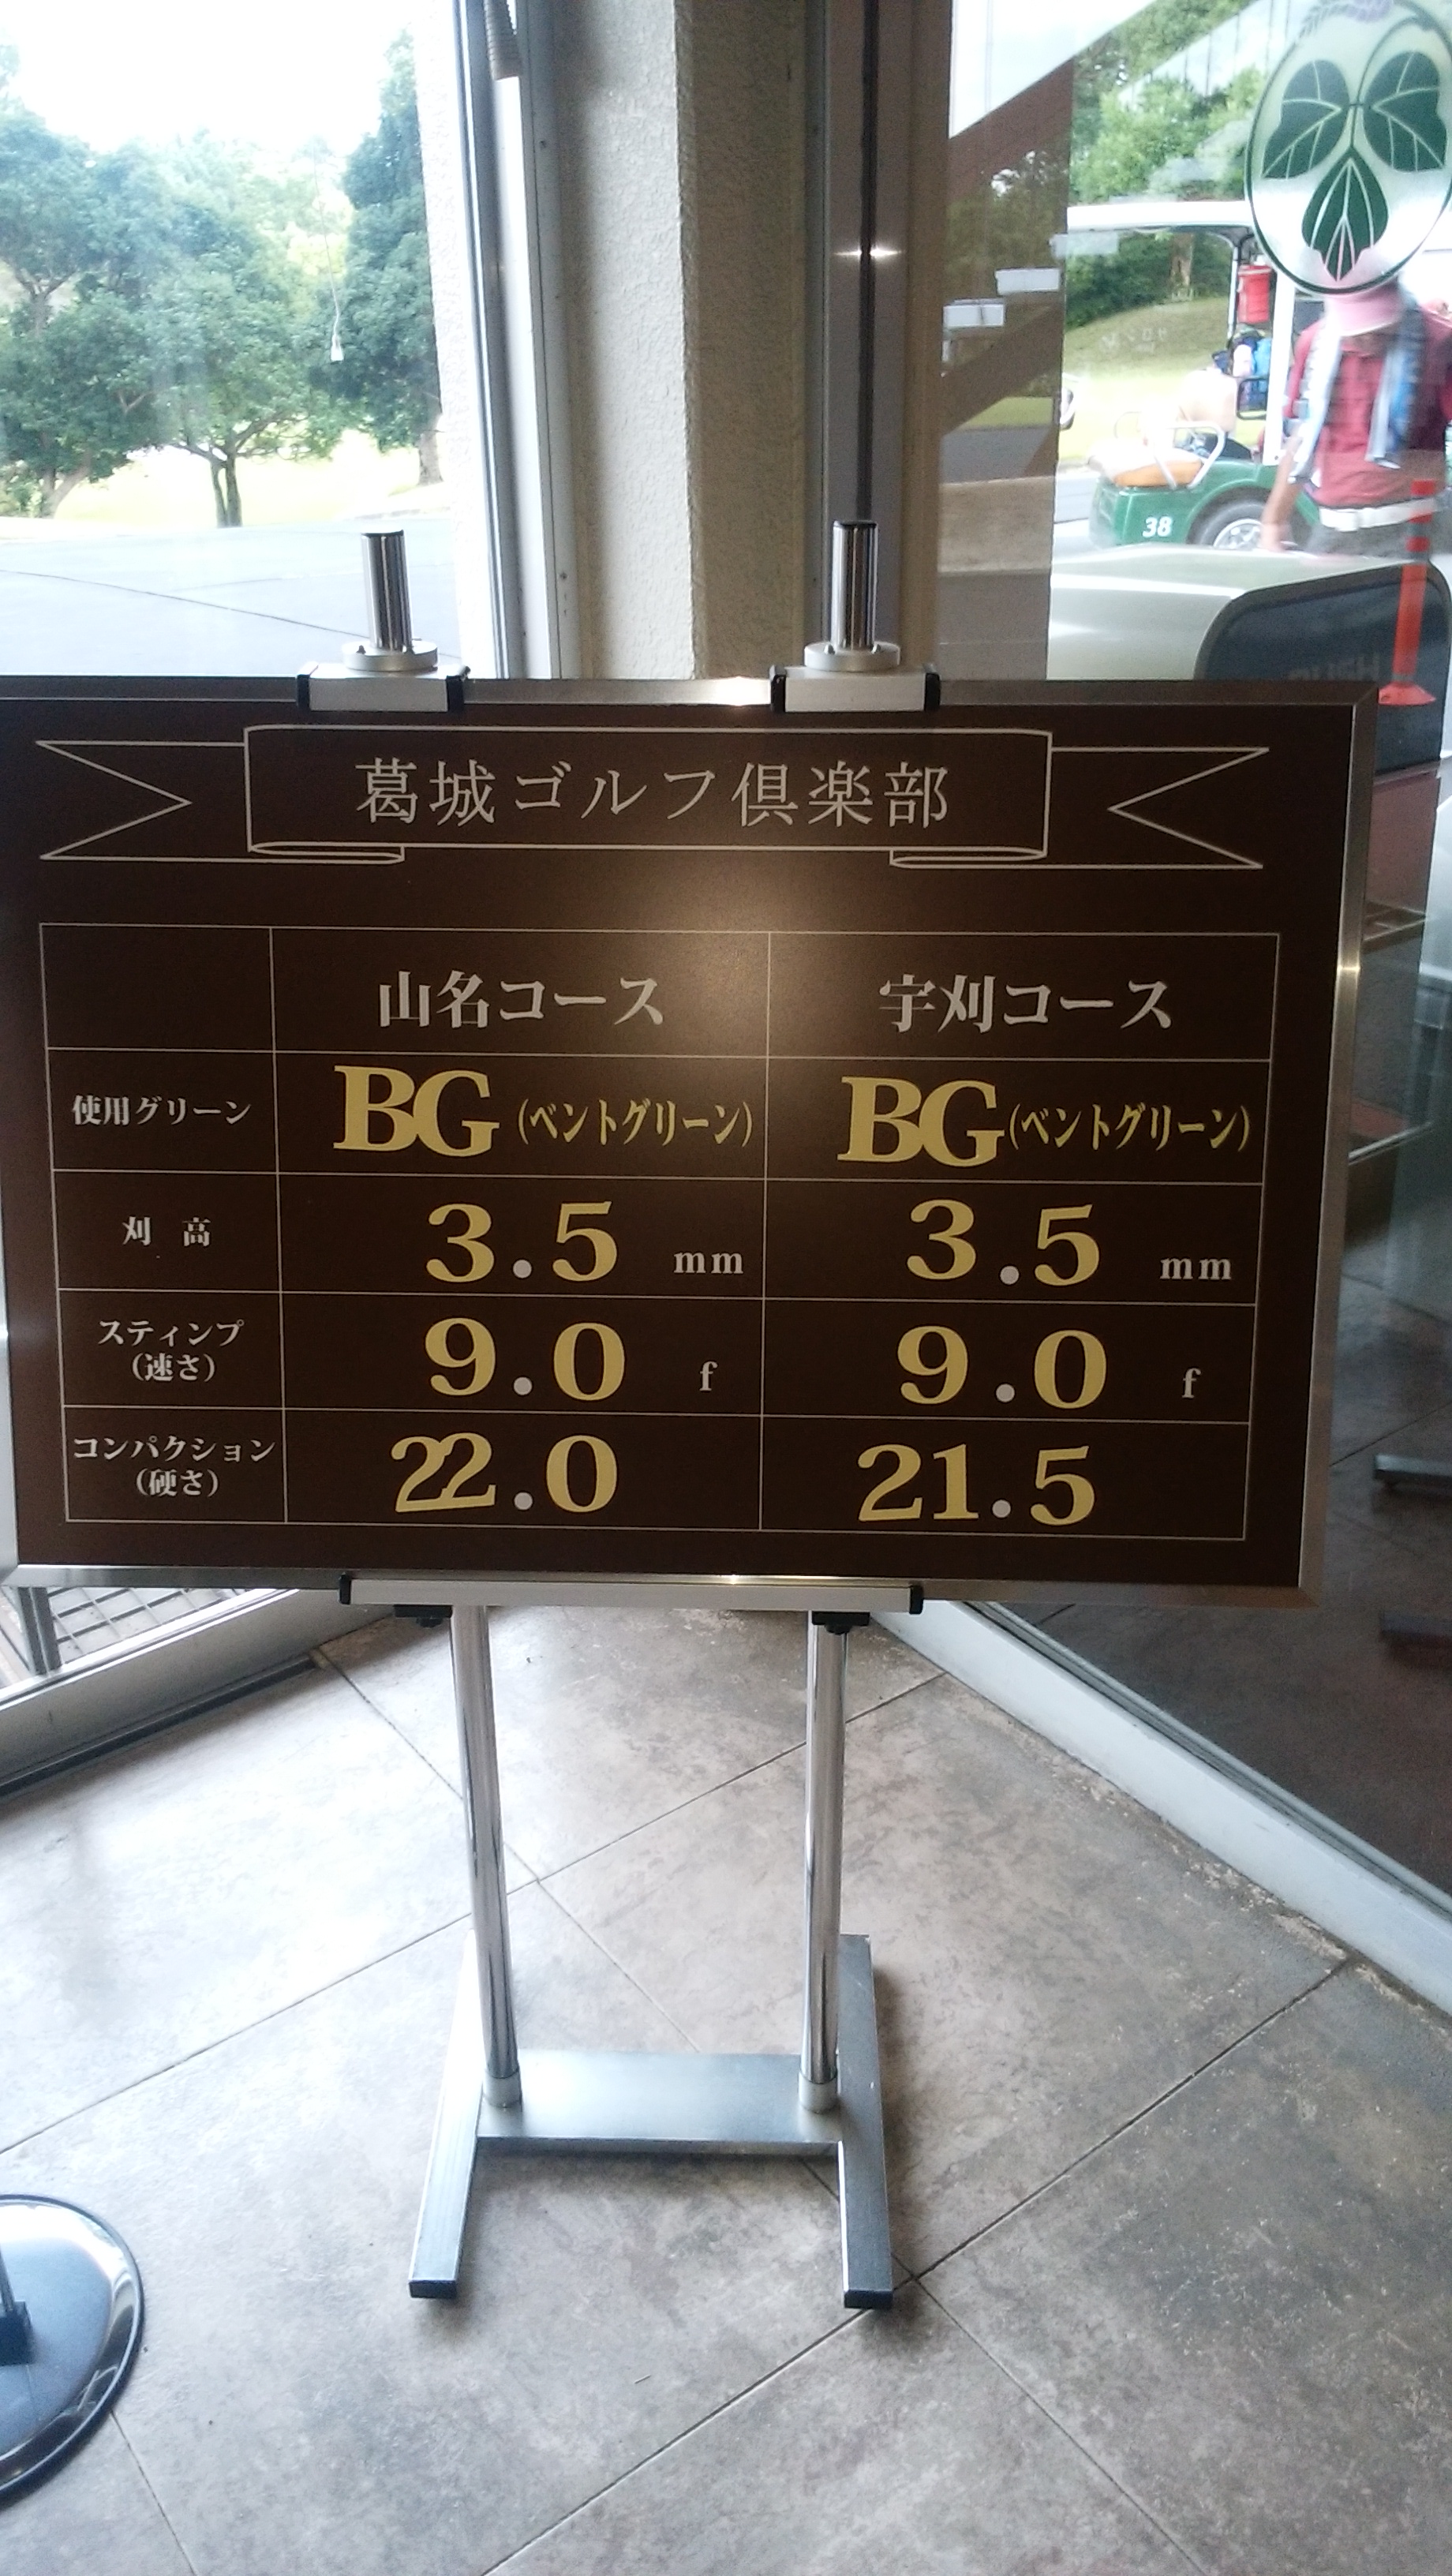 38
葛城ゴルフ倶楽部
山名コース 宇刈コース
使用グリーン BG (ベントグリーン) BG (ベントグリーン)
刈 高 3.5 mm 3.5 mm
スティンプ
(速さ) 9.0 f 9.0 f
コンパクション
(硬さ) 22.0 21.5